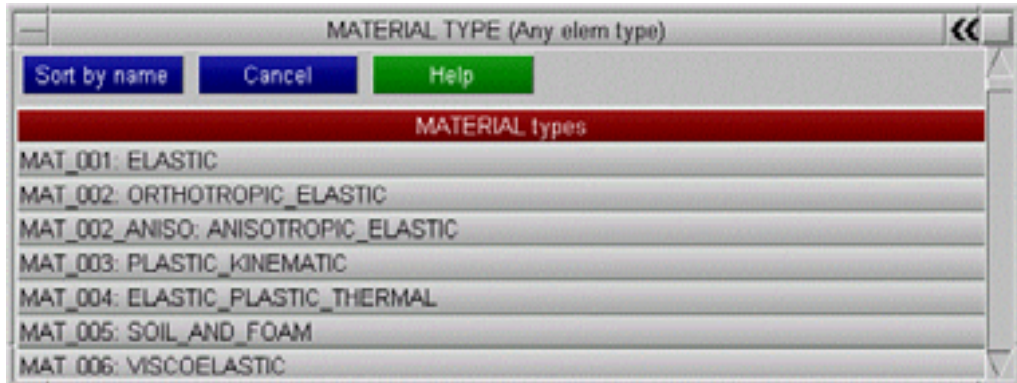 MATERIAL TYPE (Any elem type)
Sort by name Cancel Help
MATERIAL types
MAT_001: ELASTIC
MAT_002: ORTHOTROPIC_ELASTIC
MAT_002_ANISO: ANISOTROPIC_ELASTIC
MAT_003: PLASTIC_KINEMATIC
MAT_004: ELASTIC_PLASTIC_THERMAL
MAT_005: SOIL_AND_FOAM
MAT_006: VISCOELASTIC